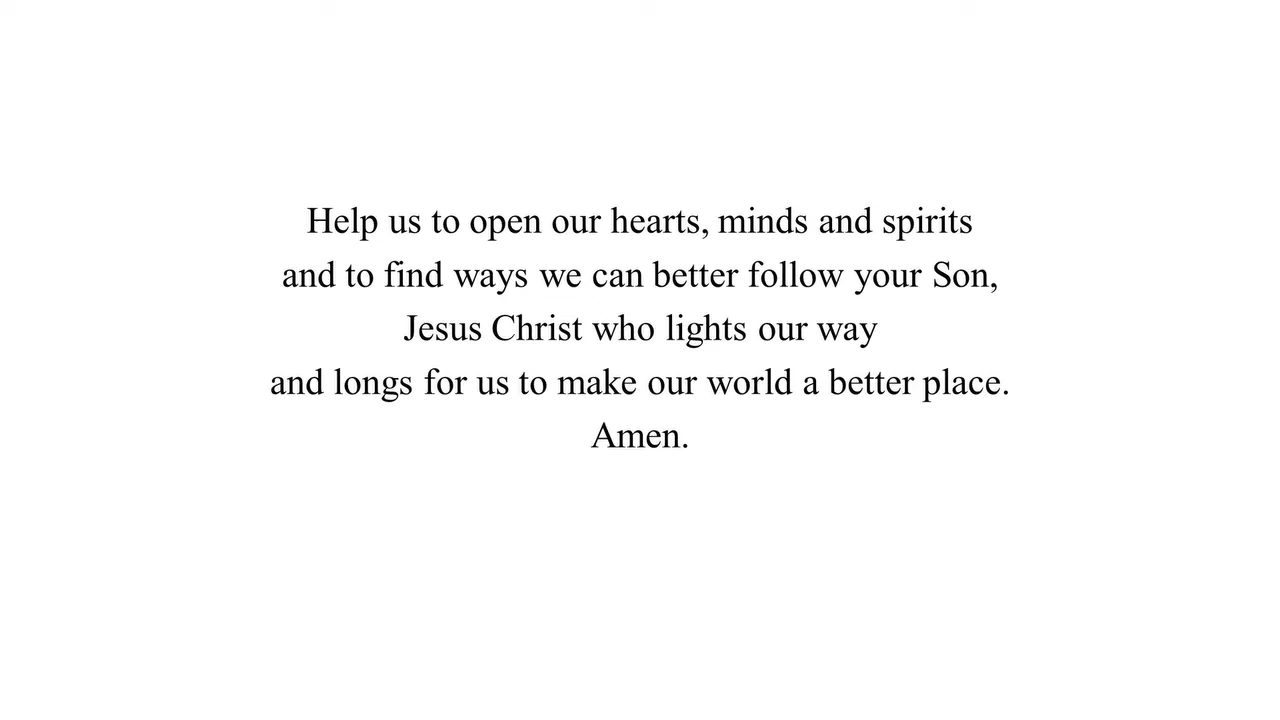 Help us to open our hearts, minds and spirits
and to find ways we can better follow your Son,
Jesus Christ who lights our way
and longs for us to make our world a better place.
Amen.